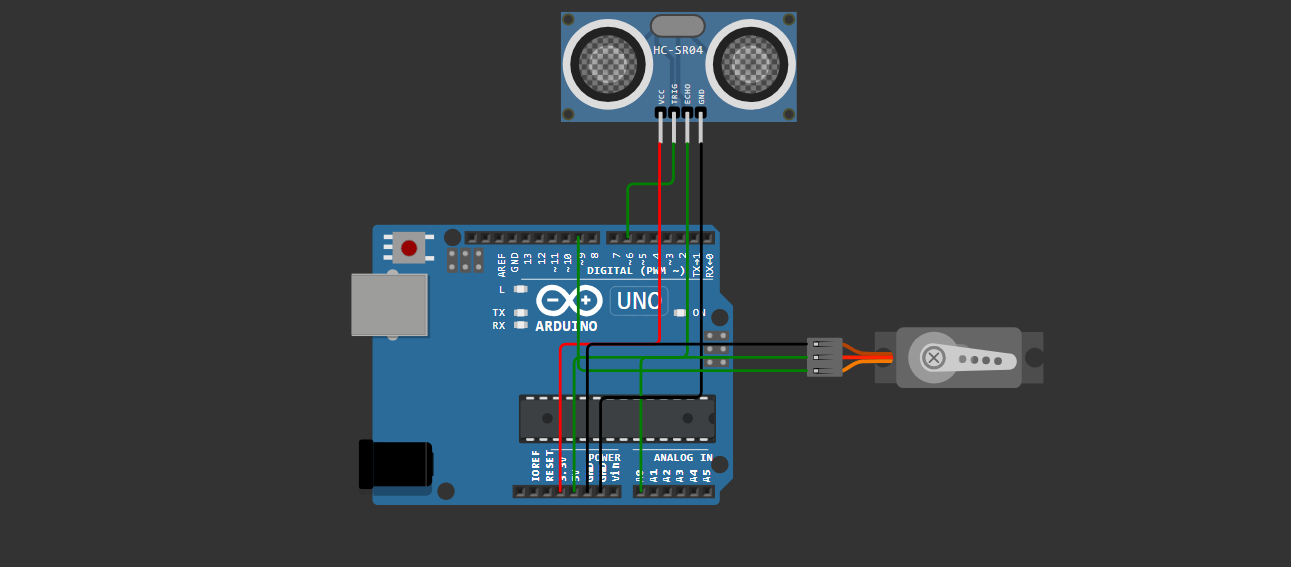 HC-SR04
VCC
TRIG
ECHO
GND
AREF
GND
13
12
~11
~10
~9
8
7
~6
~5
4
~3
2
TX→1
RX←0
DIGITAL (PWM ~)
L
TX
RX
UNO
ON
ARDUINO
IOREF
RESET
3.3V
5V
GND
GND
Vin
POWER
ANALOG IN
A0
A1
A2
A3
A4
A5